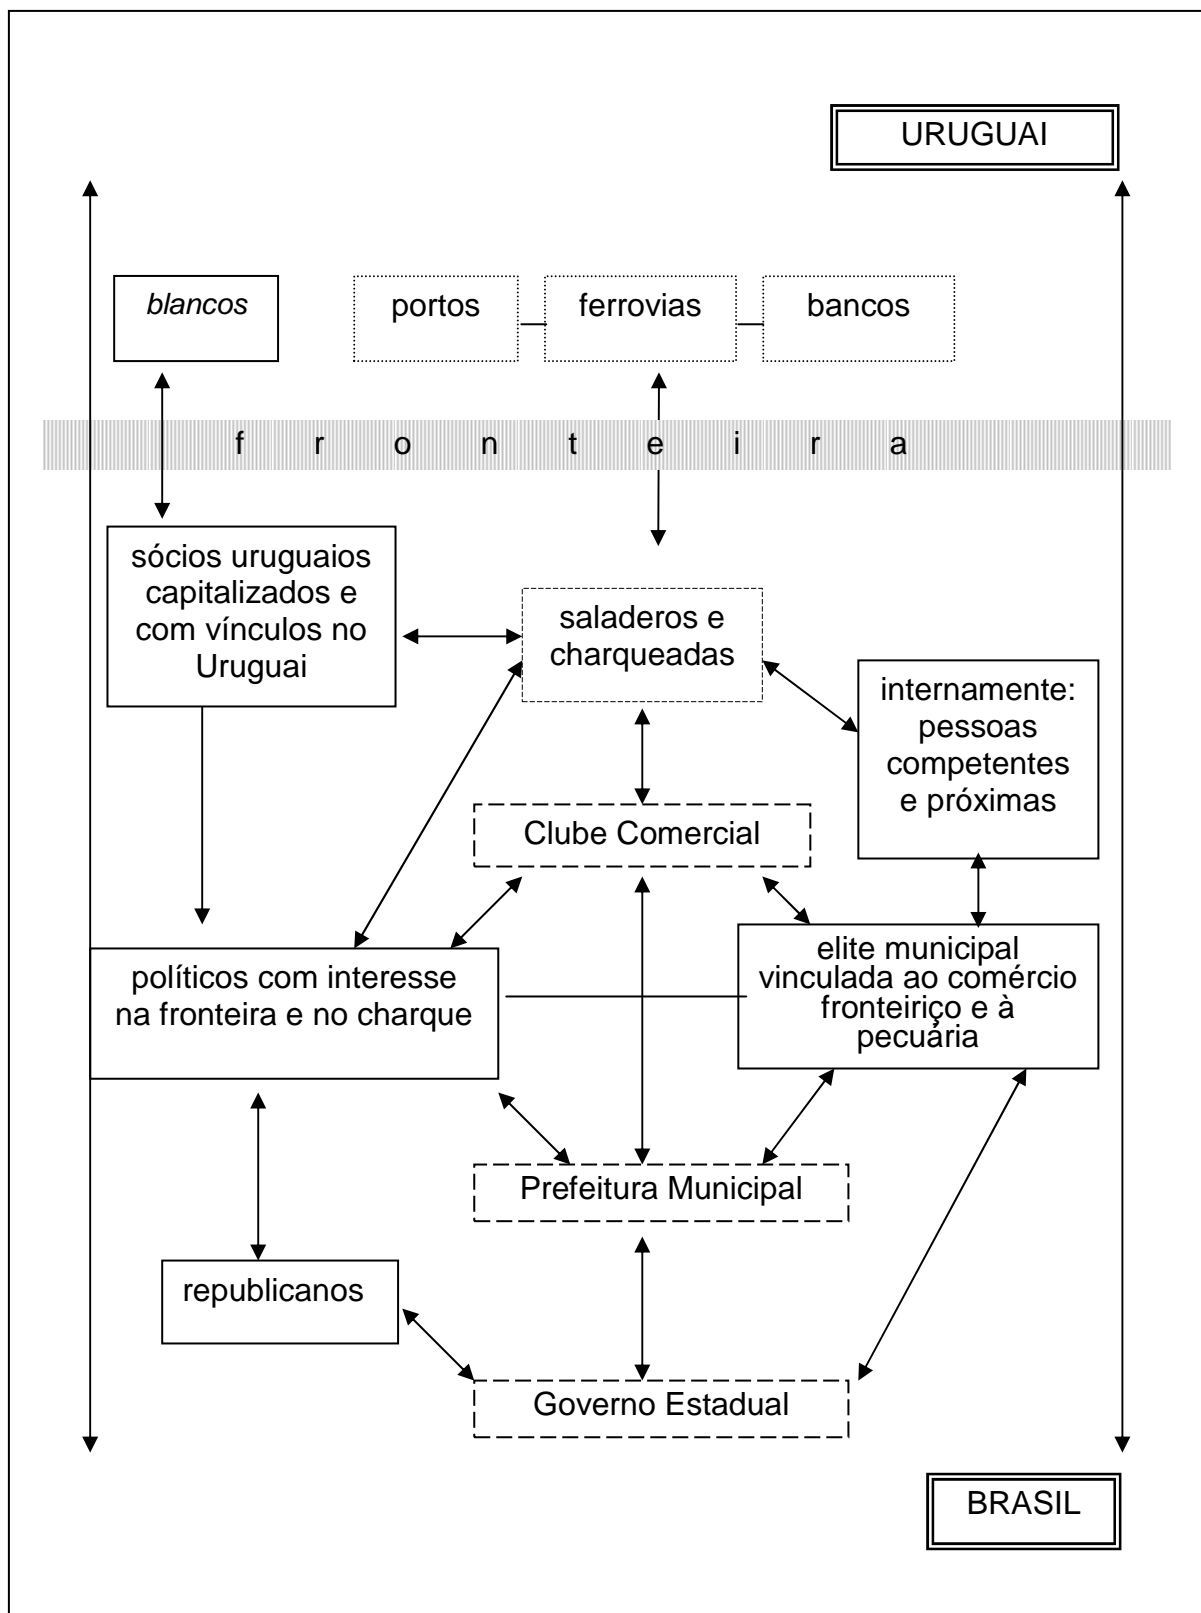 URUGUAI
blancos
portos
ferrovias
bancos
f r o n t e i r a
sócios uruguaios
capitalizados e
com vínculos no
Uruguai
saladeros e
charqueadas
internamente:
pessoas
competentes
e próximas
Clube Comercial
políticos com interesse
na fronteira e no charque
elite municipal
vinculada ao comércio
fronteiriço e à
pecuária
Prefeitura Municipal
republicanos
Governo Estadual
BRASIL